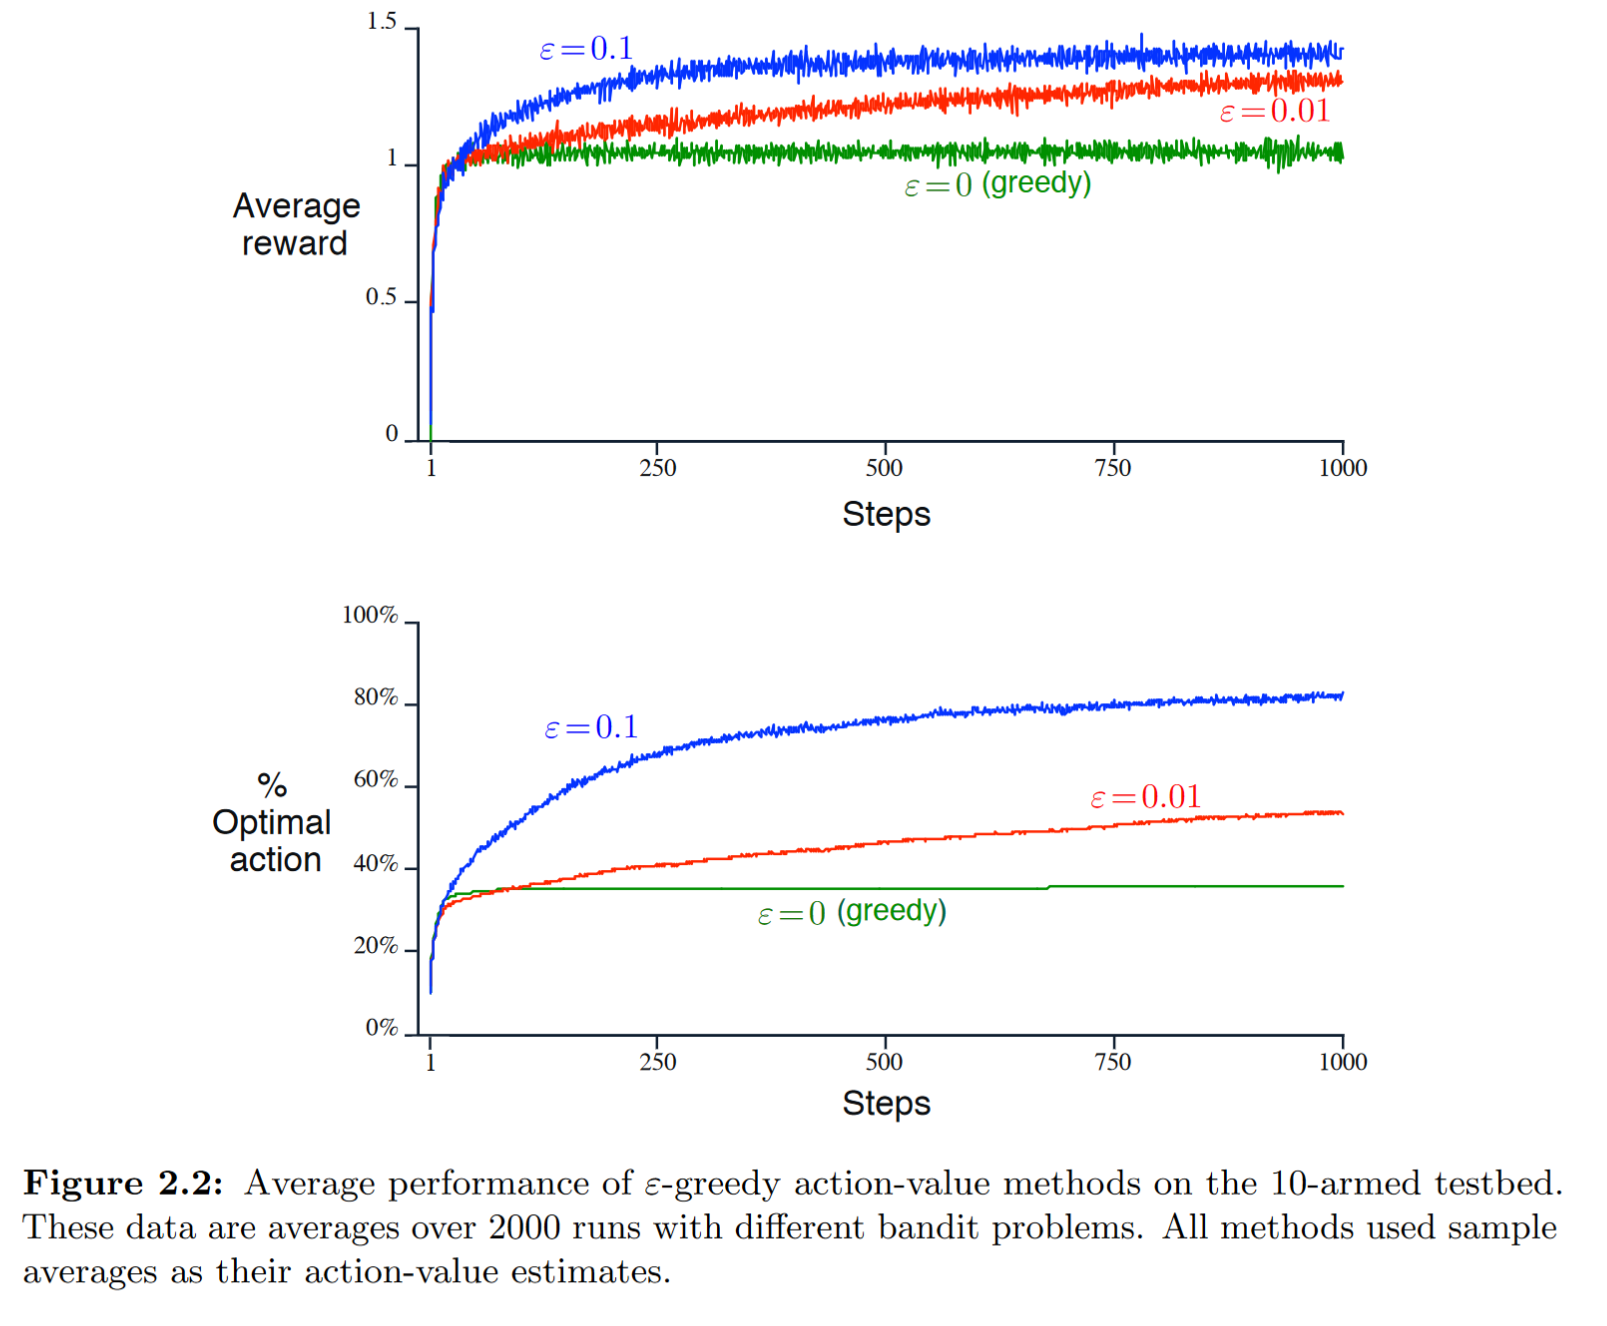 1.5
ε=0.1
ε=0.01
1
ε=0 (greedy)
Average
reward
0.5
0
1 250 500 750 1000
Steps
100%
80%
ε=0.1
%
Optimal
action
60%
ε=0.01
40%
ε=0 (greedy)
20%
0%
1 250 500 750 1000
Steps
Figure 2.2: Average performance of ε-greedy action-value methods on the 10-armed testbed.
These data are averages over 2000 runs with different bandit problems. All methods used sample
averages as their action-value estimates.